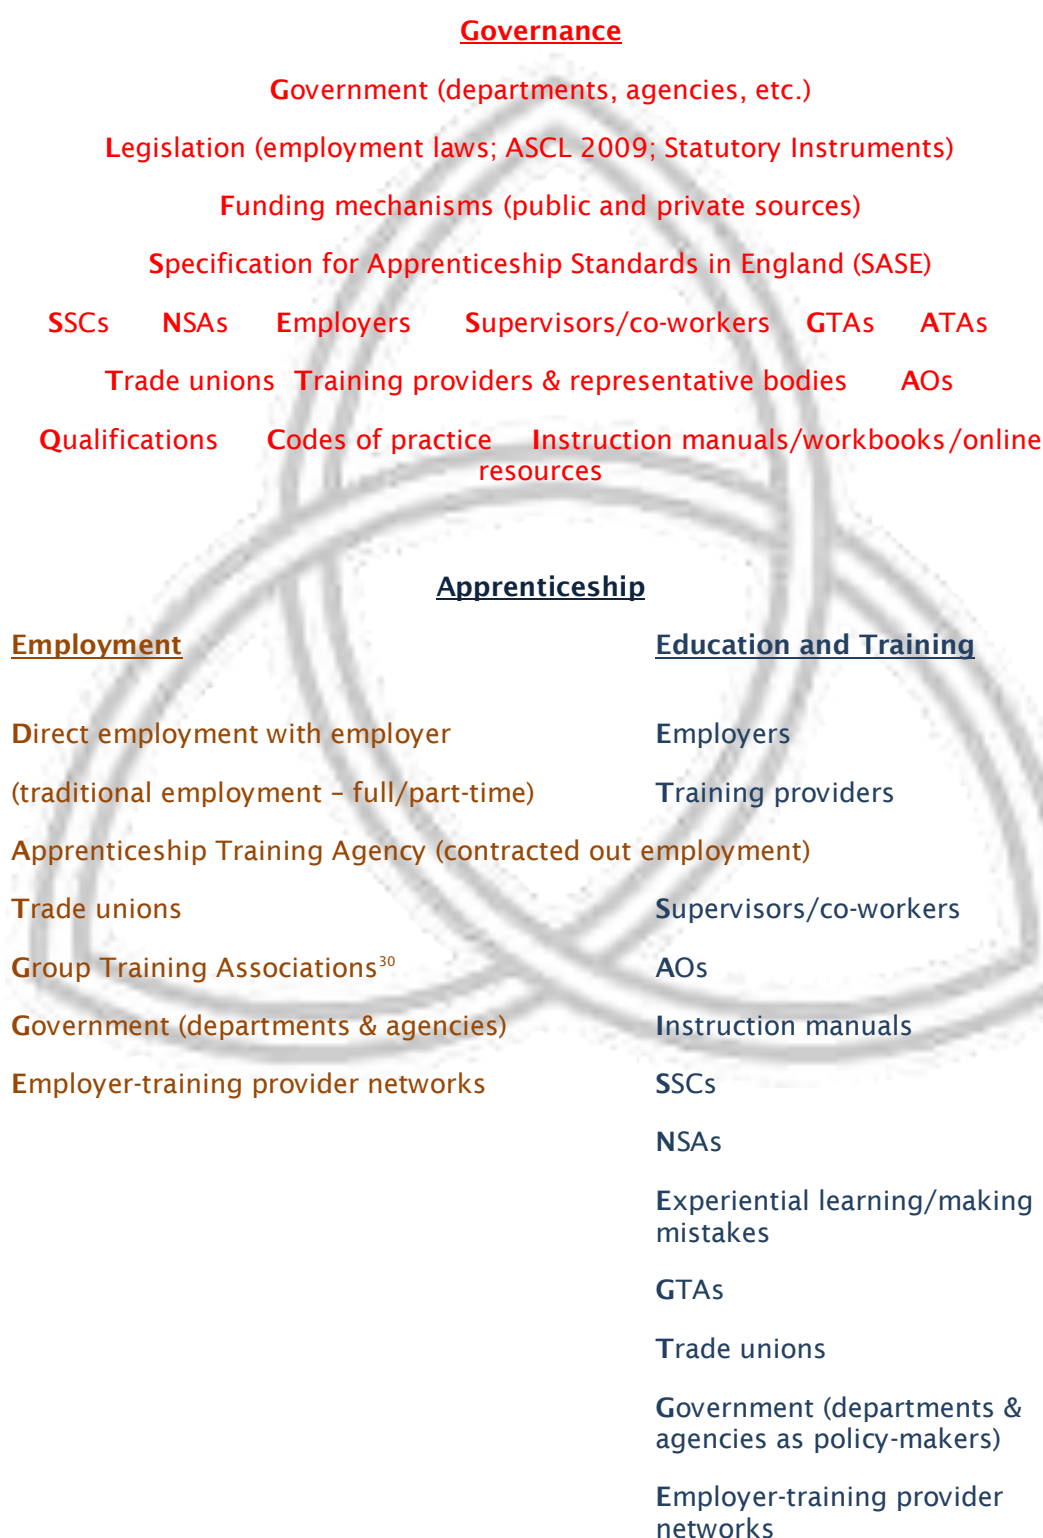 Governance
Government (departments, agencies, etc.)
Legislation (employment laws; ASCL 2009; Statutory Instruments)
Funding mechanisms (public and private sources)
Specification for Apprenticeship Standards in England (SASE)
SSCs NSAs Employers Supervisors/co-workers GTAs ATAs
Trade unions Training providers & representative bodies AOs
Qualifications Codes of practice Instruction manuals/workbooks/online
resources
Apprenticeship
Employment
Direct employment with employer
(traditional employment – full/part-time)
Apprenticeship Training Agency (contracted out employment)
Trade unions
Group Training Associations30
Government (departments & agencies)
Employer-training provider networks
Education and Training
Employers
Training providers
Supervisors/co-workers
AOs
Instruction manuals
SSCs
NSAs
Experiential learning/making
mistakes
GTAs
Trade unions
Government (departments &
agencies as policy-makers)
Employer-training provider
networks